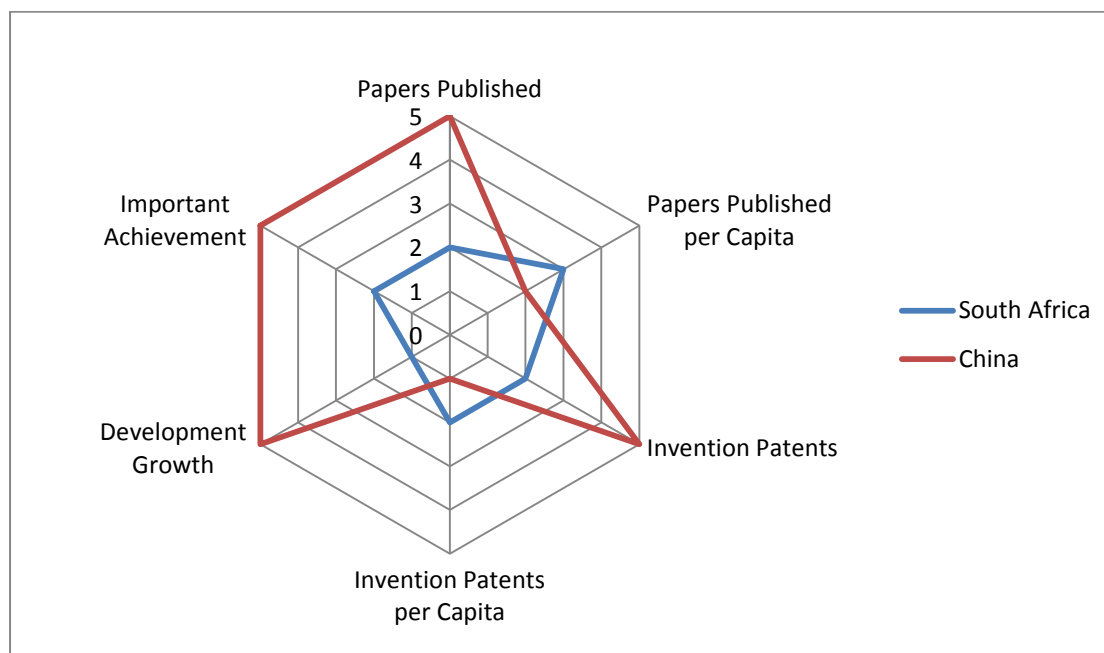 Papers Published
5
4
3
2
1
0
Papers Published
per Capita
Invention Patents
Invention Patents
per Capita
Development
Growth
Important
Achievement
South Africa
China